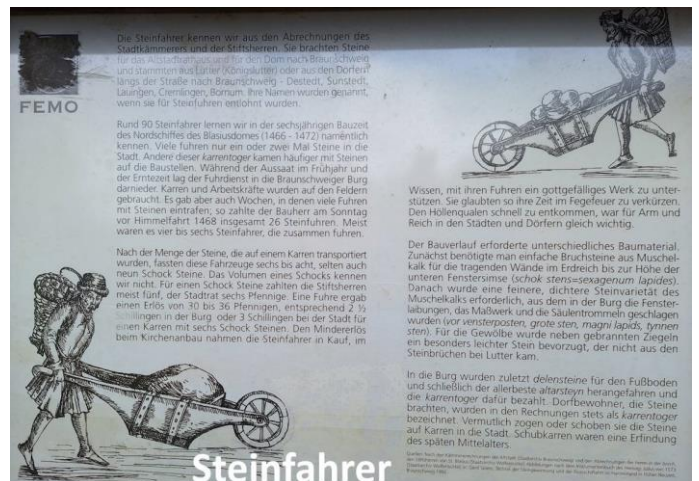 FEMO
Die Steinfahrer kennen wir aus den Abrechnungen des
Stadtkämmerers und der Stiftsherren. Sie brachten Steine
für das Altstadtrathaus und für den Dom nach Braunschweig
und stammten aus Lutter (Königslutter) oder aus den Dörfern
längs der Straße nach Braunschweig - Destedt, Sunstedt,
Lauingen, Cremlingen, Bornum. Ihre Namen wurden genannt,
wenn sie für Steinfuhren entlohnt wurden.
Rund 90 Steinfahrer lernen wir in der sechsjährigen Bauzeit
des Nordschiffes des Blasiusdomes (1466 - 1472) namentlich
kennen. Viele fuhren nur ein oder zwei Mal Steine in die
Stadt. Andere dieser karrentoger kamen häufiger mit Steinen
auf die Baustellen. Während der Aussaat im Frühjahr und
der Erntezeit lag der Fuhrdienst in die Braunschweiger Burg
darnieder. Karren und Arbeitskräfte wurden auf den Feldern
gebraucht. Es gab aber auch Wochen, in denen viele Fuhren
mit Steinen eintrafen, so zahlte der Bauherr am Sonntag
vor Himmelfahrt 1468 insgesamt 26 Steinfuhren. Meist
waren es vier bis sechs Steinfahrer, die zusammen fuhren.
Nach der Menge der Steine, die auf einem Karren transportiert
wurden, fassten diese Fahrzeuge sechs bis acht, selten auch
neun Schock Steine. Das Volumen eines Schocks kennen
wir nicht. Für einen Schock Steine zahlten die Stiftsherren
meist fünf, der Stadtrat sechs Pfennige. Eine Fuhre ergab
einen Erlös von 30 bis 36 Pfennigen, entsprechend 2 ½
Schillingen in der Burg oder 3 Schillingen bei der Stadt für
einen Karren mit sechs Schock Steinen. Den Mindererlös
beim Kirchenanbau nahmen die Steinfahrer in Kauf, im
Wissen, mit ihren Fuhren ein gottgefälliges Werk zu unter-
stützen. Sie glaubten so ihre Zeit im Fegefeuer zu verkürzen.
Den Höllenqualen schnell zu entkommen, war für Arm und
Reich in den Städten und Dörfern gleich wichtig.
Der Bauverlauf erforderte unterschiedliches Baumaterial.
Zunächst benötigte man einfache Bruchsteine aus Muschel-
kalk für die tragenden Wände im Erdreich bis zur Höhe der
unteren Fenstersimse (schok stems=sexagenum lapides).
Danach wurde eine feinere, dichtere Steinvarietät des
Muschelkalks erforderlich, aus dem in der Burg die Fenster-
laibungen, das Maßwerk und die Säulentrommeln geschlagen
wurden (vor vensterposten, grote sten, magni lapids, tynnen
sten). Für die Gewölbe wurde neben gebrannten Ziegeln
ein besonders leichter Stein bevorzugt, der nicht aus den
Steinbrüchen bei Lutter kam.
In die Burg wurden zuletzt delensteine für den Fußboden
und schließlich der allerbeste altarsteyn herangefahren und
die karrentoger dafür bezahlt. Dorfbewohner, die Steine
brachten, wurden in den Rechnungen stets als karrentoger
bezeichnet. Vermutlich zogen oder schoben sie die Steine
auf Karren in die Stadt. Schubkarren waren eine Erfindung
des späten Mittelalters.
Steinfahrer